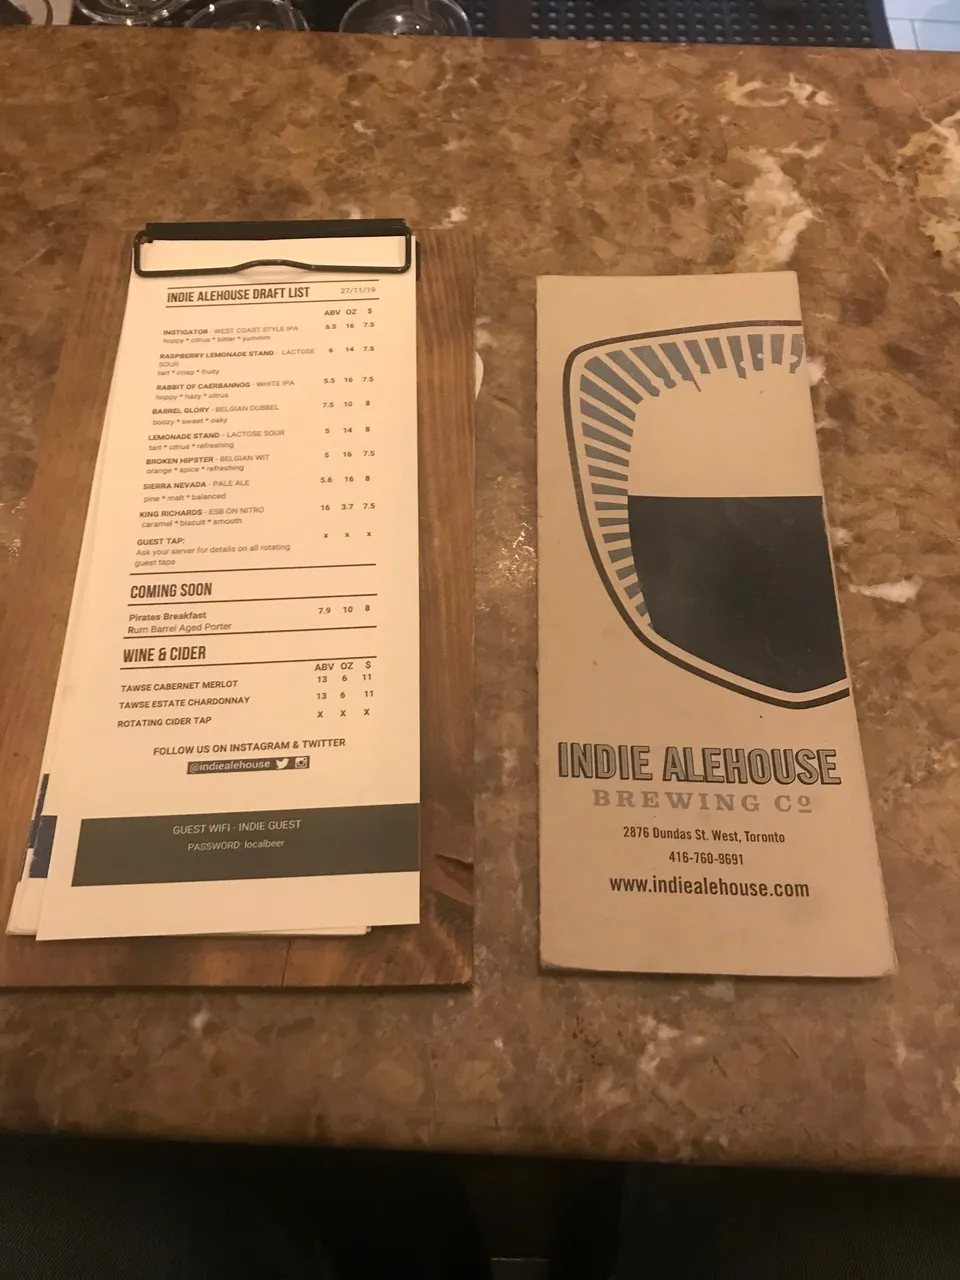 INDIE ALEHOUSE DRAFT LIST 27/11/19
ABV OZ $
INSTIGATOR - WEST COAST STYLE IPA 6.5 16 7.5
hoppy * citrus * bitter * yummm
RASPBERRY LEMONADE STAND - LACTOSE 6 14 7.5
SOUR
tart * crisp * fruity
RABBIT OF CAERBANNOG - WHITE IPA 5.5 16 7.5
hoppy * hazy * citrus
BARREL GLORY - BELGIAN DUBBEL 7.5 10 8
boozy * sweet * oaky
LEMONADE STAND - LACTOSE SOUR 5 14 8
tart * citrus * refreshing
BROKEN HIPSTER - BELGIAN WIT 5 16 7.5
orange * spice * refreshing
SIERRA NEVADA - PALE ALE 5.6 16 8
pine * malt * balanced
KING RICHARDS - ESB ON NITRO 16 3.7 7.5
caramel * biscuit * smooth
GUEST TAP: x x x
Ask your server for details on all rotating
guest taps
COMING SOON
Pirates Breakfast 7.9 10 8
Rum Barrel Aged Porter
WINE & CIDER
ABV OZ $
TAWSE CABERNET MERLOT 13 6 11
TAWSE ESTATE CHARDONNAY 13 6 11
ROTATING CIDER TAP X X X
FOLLOW US ON INSTAGRAM & TWITTER
@indiealehouse
GUEST WIFI - INDIE GUEST
PASSWORD: localbeer
INDIE ALEHOUSE
BREWING Cº
2876 Dundas St. West, Toronto
416-760-9691
www.indiealehouse.com